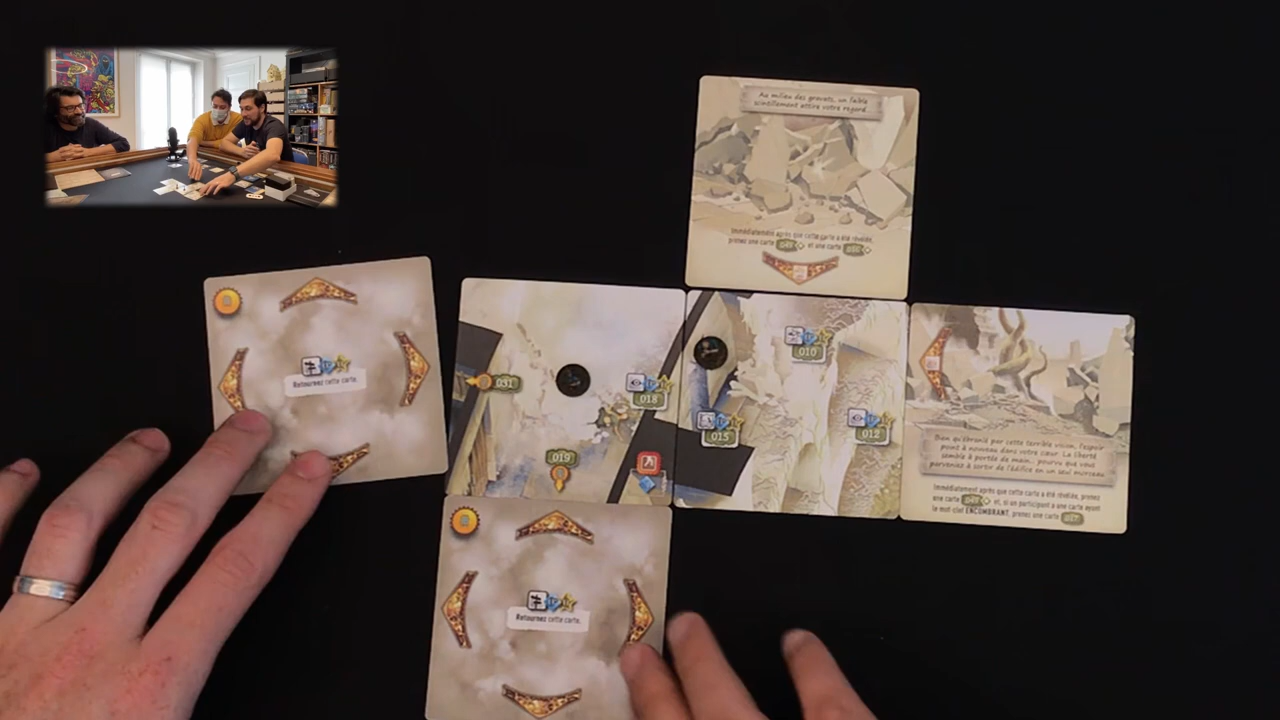 Au milieu des gravats, un faible
scintillement attire votre regard.
Immédiatement après que cette carte a été révélée,
prenez une carte et une carte
Retournez cette carte.
031
018
019
010
015
012
Bien qu'ébranlé par cette terrible vision, l'espoir
point à nouveau dans votre cœur. La liberté
semble à portée de main, pourvu que vous
parveniez à sortir de l'édifice en un seul morceau.
Immédiatement après que cette carte a été révélée, prenez
une carte et, si un participant a une carte ayant
le mot-clef ENCOMBRANT, prenez une carte
Retournez cette carte.